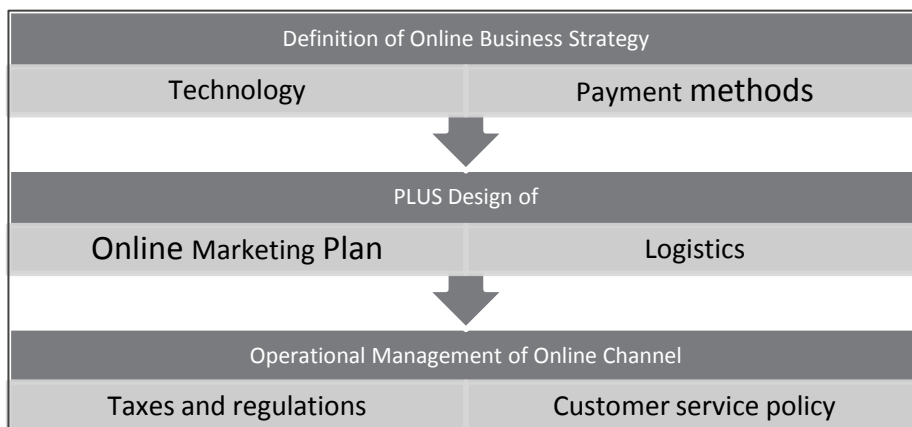 Definition of Online Business Strategy
Technology
Payment methods
PLUS Design of
Online Marketing Plan
Logistics
Operational Management of Online Channel
Taxes and regulations
Customer service policy